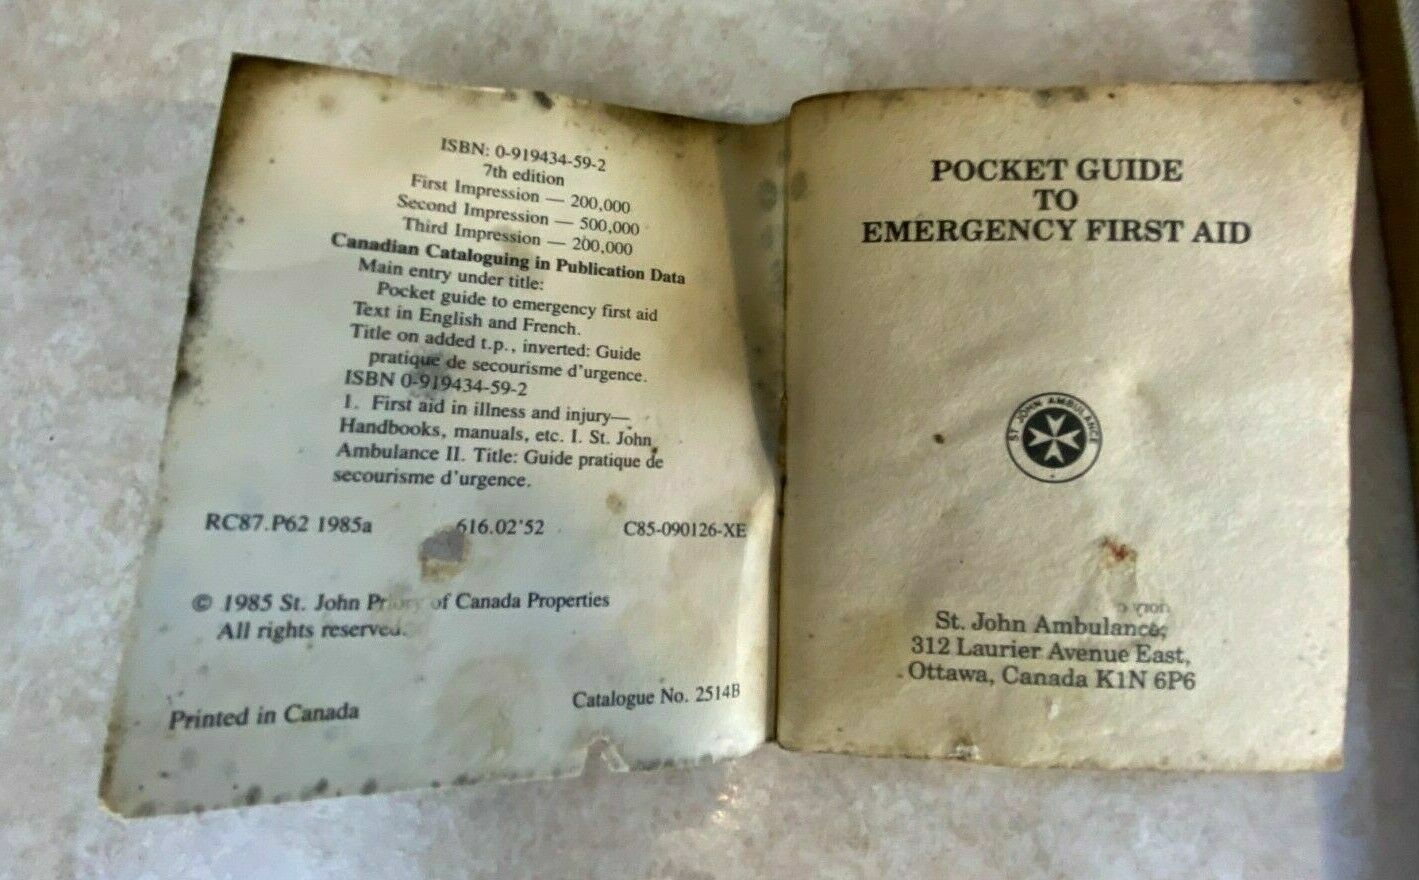 ISBN: 0-919434-59-2
7th edition
First Impression — 200,000
Second Impression — 500,000
Third Impression — 200,000
Canadian Cataloguing in Publication Data
Main entry under title:
Pocket guide to emergency first aid
Text in English and French.
Title on added t.p., inverted: Guide
pratique de secourisme d'urgence.
ISBN 0-919434-59-2
1. First aid in illness and injury—
Handbooks, manuals, etc. I. St. John
Ambulance II. Title: Guide pratique de
secourisme d'urgence.
RC87.P62 1985a 616.02'52 C85-090126-XE
© 1985 St. John Priory of Canada Properties
All rights reserved.
Printed in Canada
Catalogue No. 2514B
POCKET GUIDE
TO
EMERGENCY FIRST AID
ST JOHN AMBULANCE
St. John Ambulance,
312 Laurier Avenue East,
Ottawa, Canada K1N 6P6